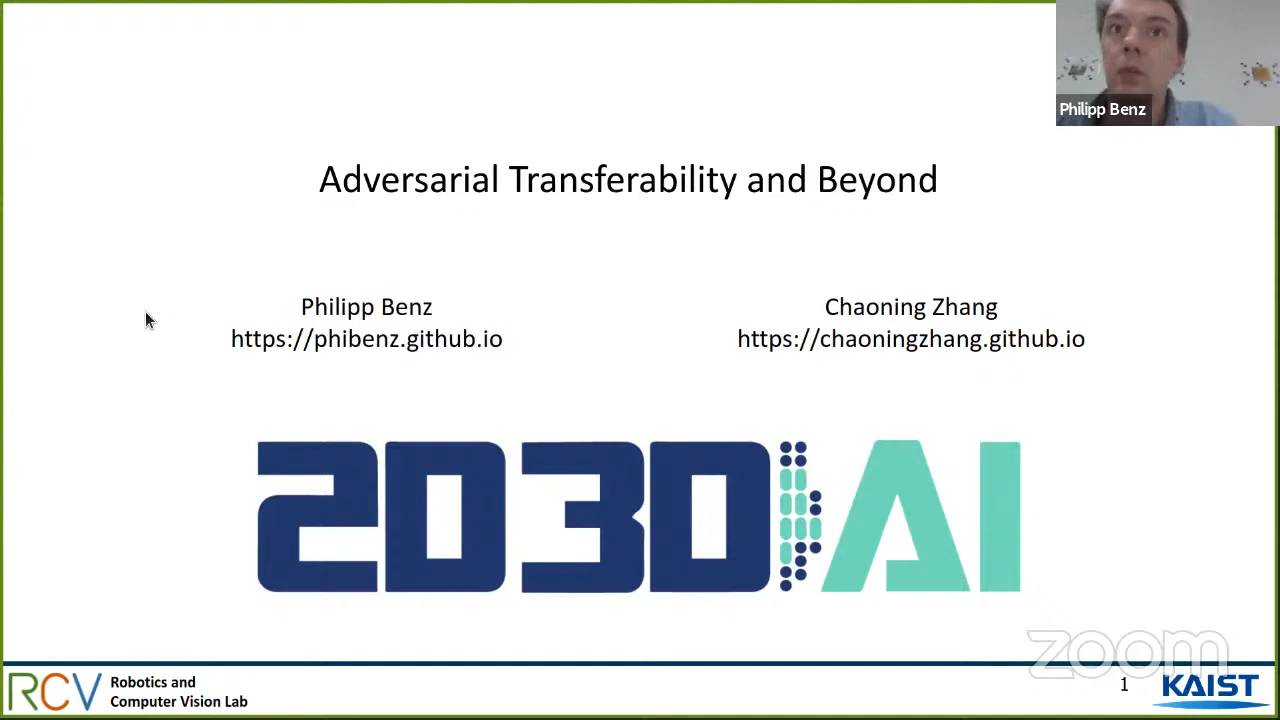 Philipp Benz
Adversarial Transferability and Beyond
Philipp Benz
https://phibenz.github.io
Chaoning Zhang
https://chaoningzhang.github.io
2030 AI
zoom
RCV
Robotics and
Computer Vision Lab
1
KAIST